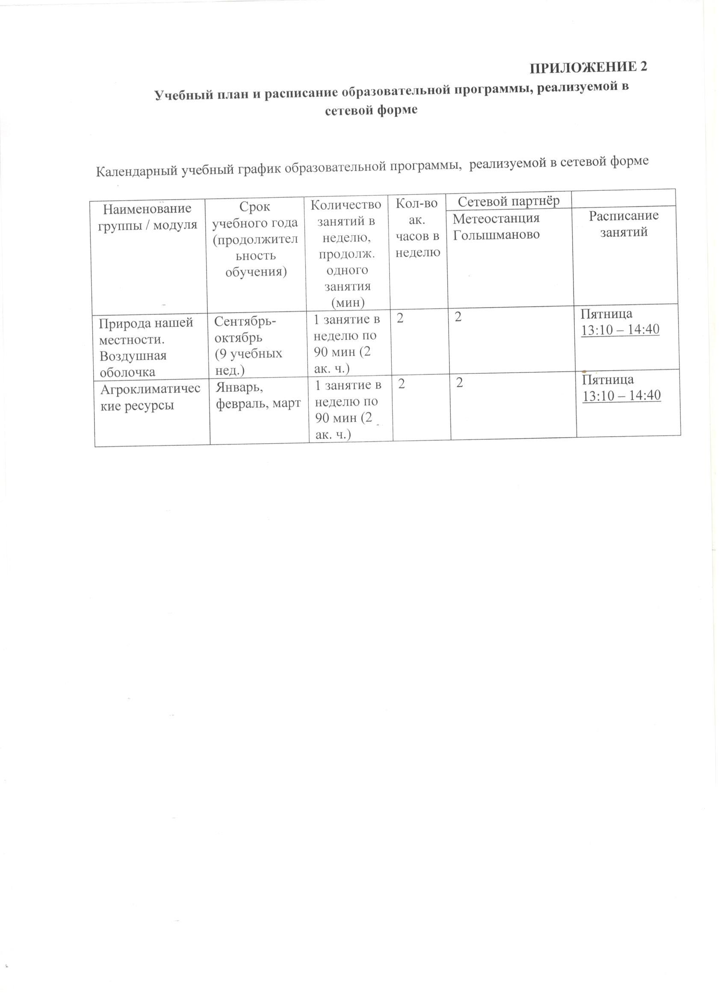 ПРИЛОЖЕНИЕ 2
Учебный план и расписание образовательной программы, реализуемой в
сетевой форме
Календарный учебный график образовательной программы, реализуемой в сетевой форме
Наименование
группы / модуля
Срок
учебного года
(продолжител
ьность
обучения)
Количество
занятий в
неделю,
продолж.
одного
занятия
(мин)
Кол-во
ак.
часов в
неделю
Сетевой партнёр
Метеостанция
Голышманово
Расписание
занятий
Природа нашей
местности.
Воздушная
оболочка
Сентябрь-
октябрь
(9 учебных
нед.)
1 занятие в
неделю по
90 мин (2
ак. ч.)
2
2
Пятница
13:10 – 14:40
Агроклиматичес
кие ресурсы
Январь,
февраль, март
1 занятие в
неделю по
90 мин (2
ак. ч.)
2
2
Пятница
13:10 – 14:40